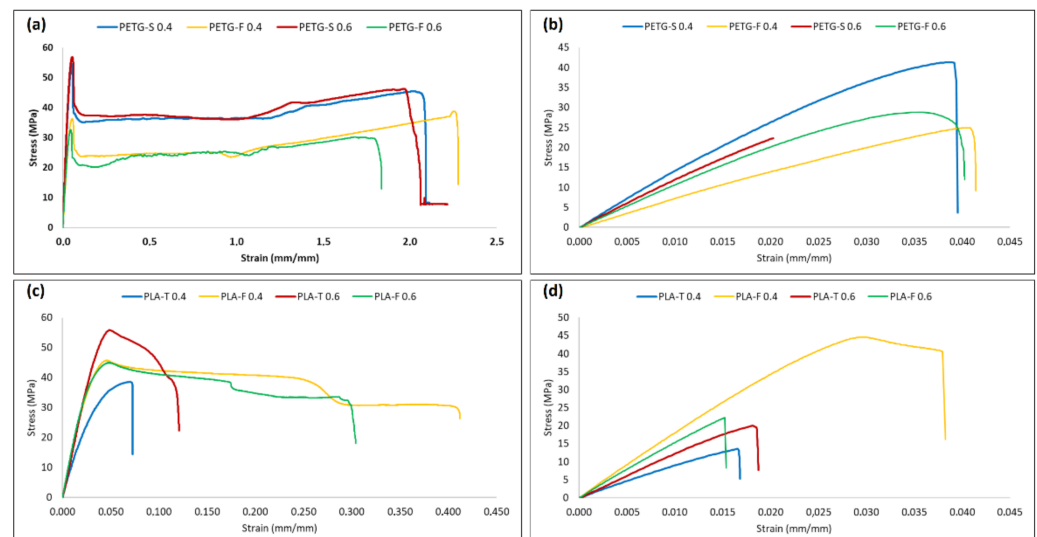 (a)
PETG-S 0.4 PETG-F 0.4 PETG-S 0.6 PETG-F 0.6
60
50
40
30
20
10
0
Stress (MPa)
0.0 0.5 1.0 1.5 2.0 2.5
Strain (mm/mm)
(b)
PETG-S 0.4 PETG-F 0.4 PETG-S 0.6 PETG-F 0.6
45
40
35
30
25
20
15
10
5
0
Stress (MPa)
0.000 0.005 0.010 0.015 0.020 0.025 0.030 0.035 0.040 0.045
Strain (mm/mm)
(c)
PLA-T 0.4 PLA-F 0.4 PLA-T 0.6 PLA-F 0.6
60
50
40
30
20
10
0
Stress (MPa)
0.000 0.050 0.100 0.150 0.200 0.250 0.300 0.350 0.400 0.450
Strain (mm/mm)
(d)
PLA-T 0.4 PLA-F 0.4 PLA-T 0.6 PLA-F 0.6
50
45
40
35
30
25
20
15
10
5
0
Stress (MPa)
0.000 0.005 0.010 0.015 0.020 0.025 0.030 0.035 0.040 0.045
Strain (mm/mm)